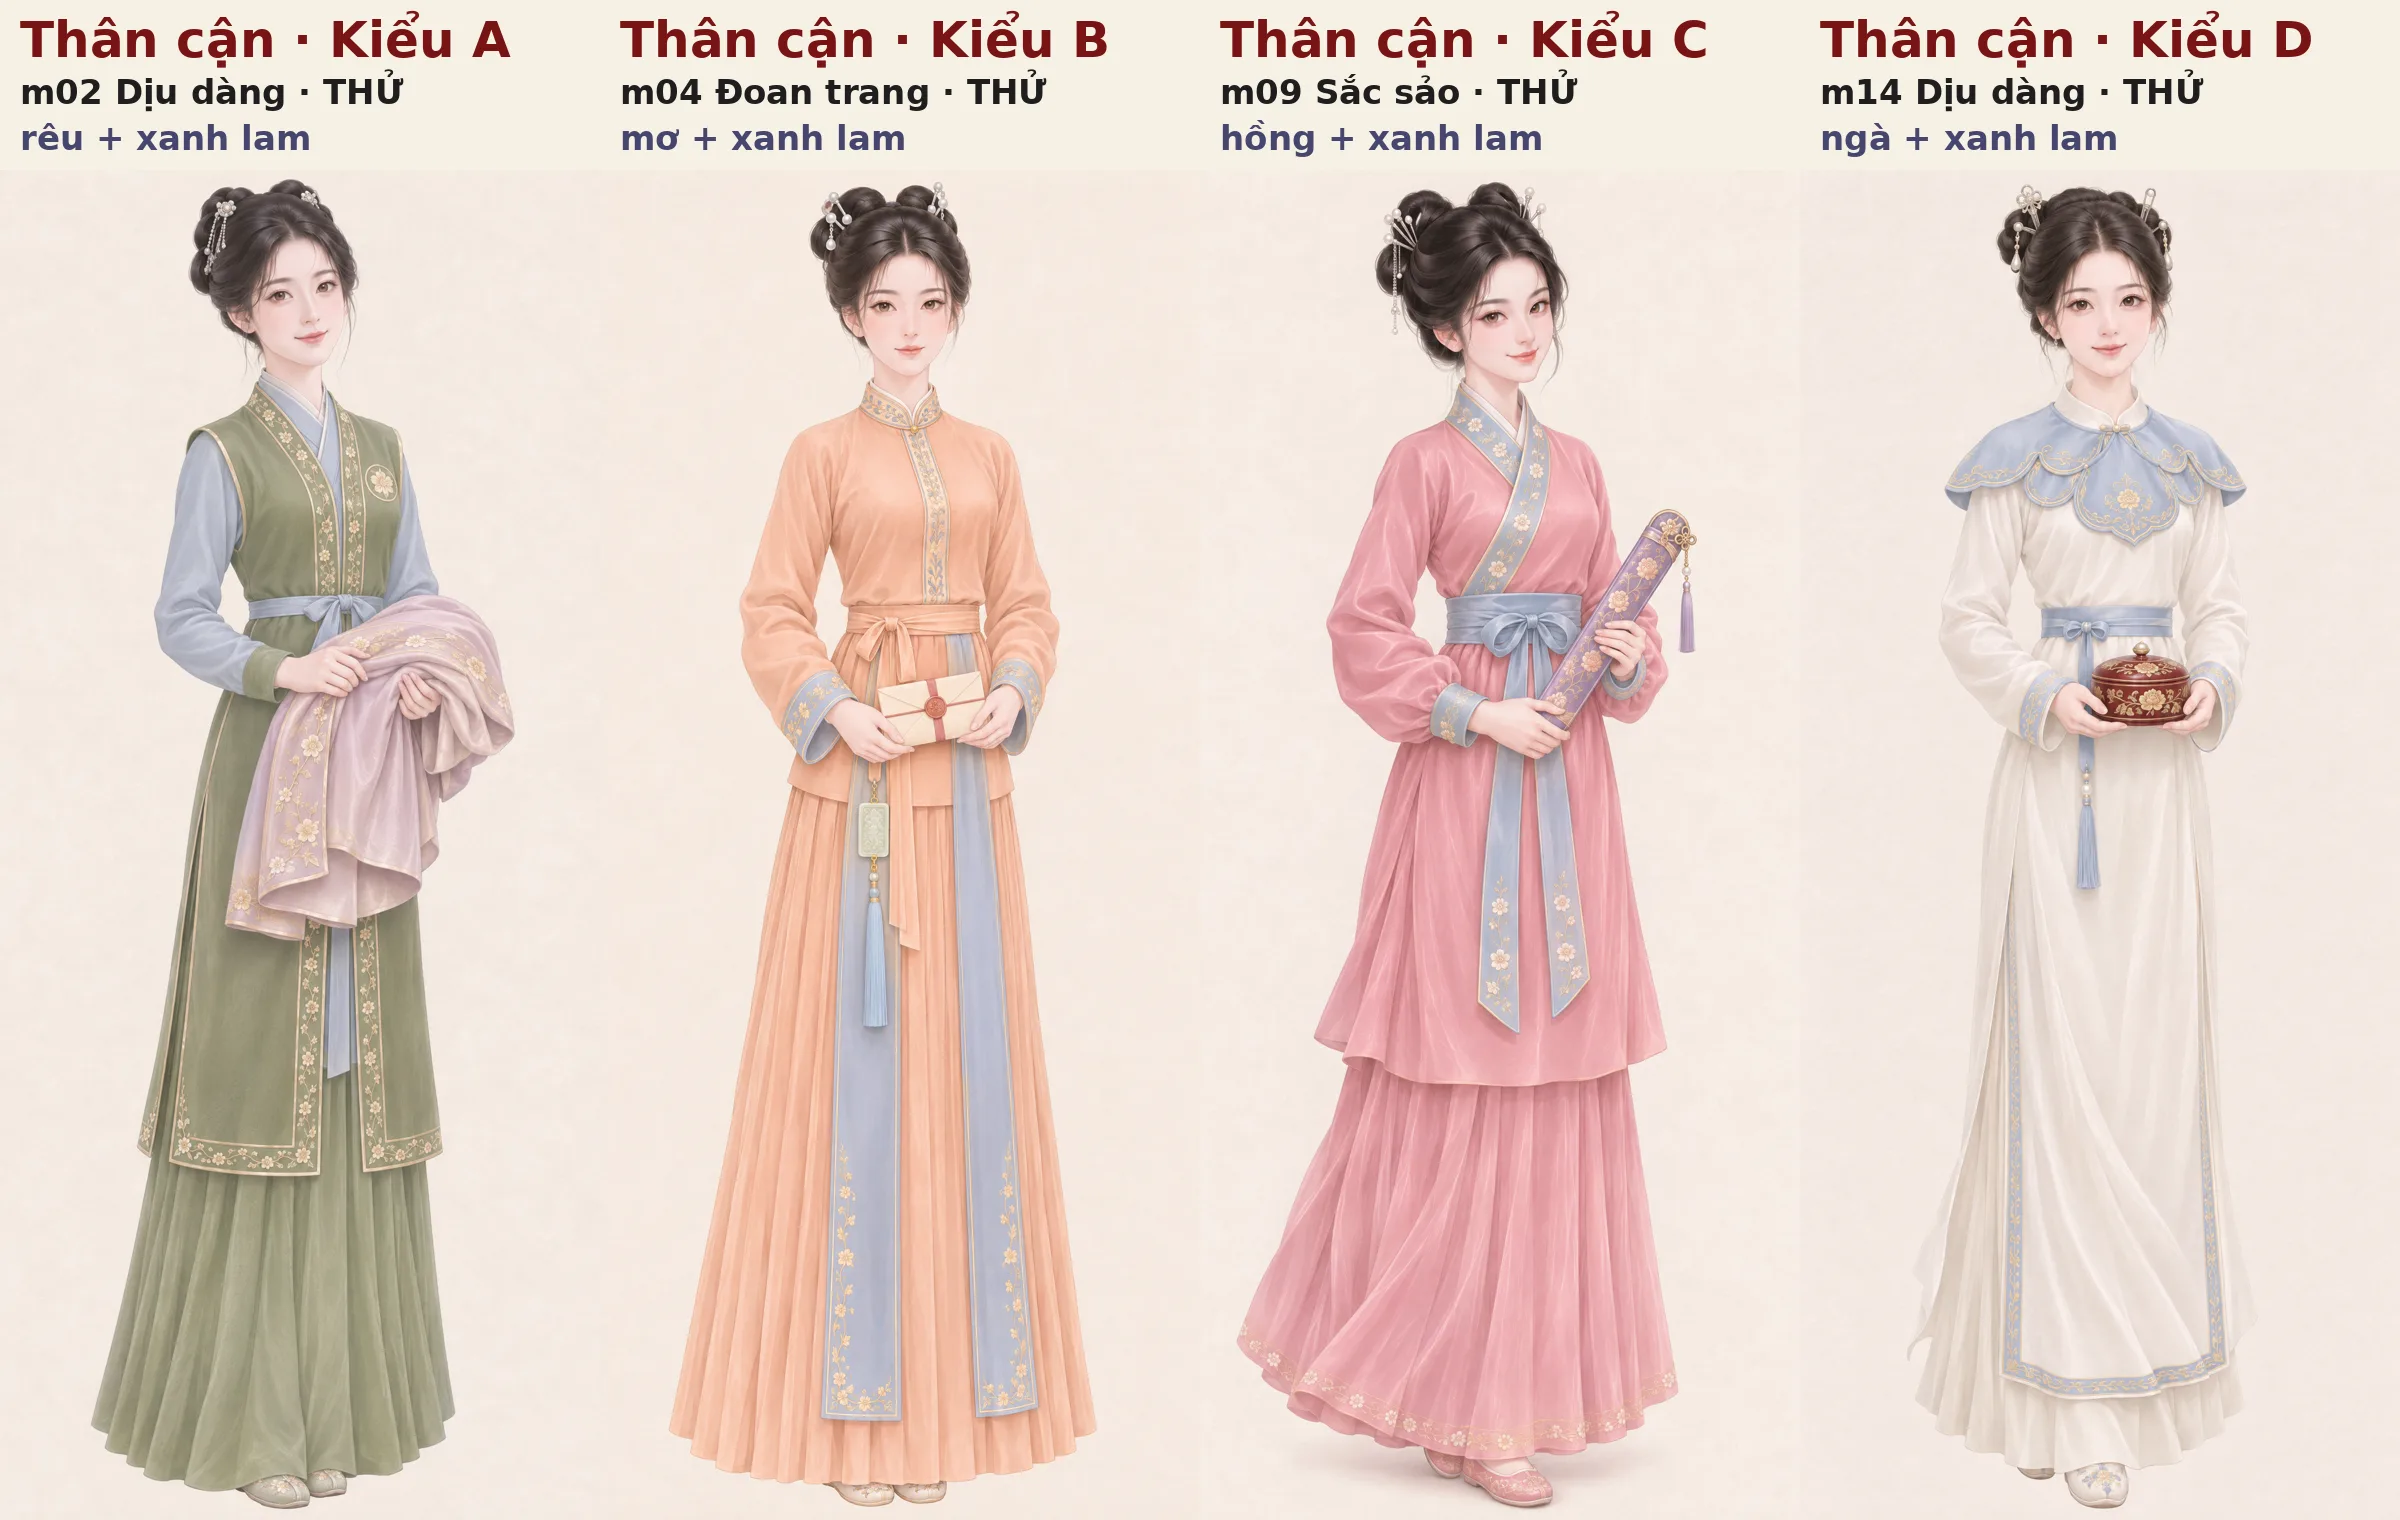 Thân cận · Kiểu A
m02 Dịu dàng · THỬ
rêu + xanh lam
Thân cận · Kiểu B
m04 Đoan trang · THỬ
mơ + xanh lam
Thân cận · Kiểu C
m09 Sắc sảo · THỬ
hồng + xanh lam
Thân cận · Kiểu D
m14 Dịu dàng · THỬ
ngà + xanh lam